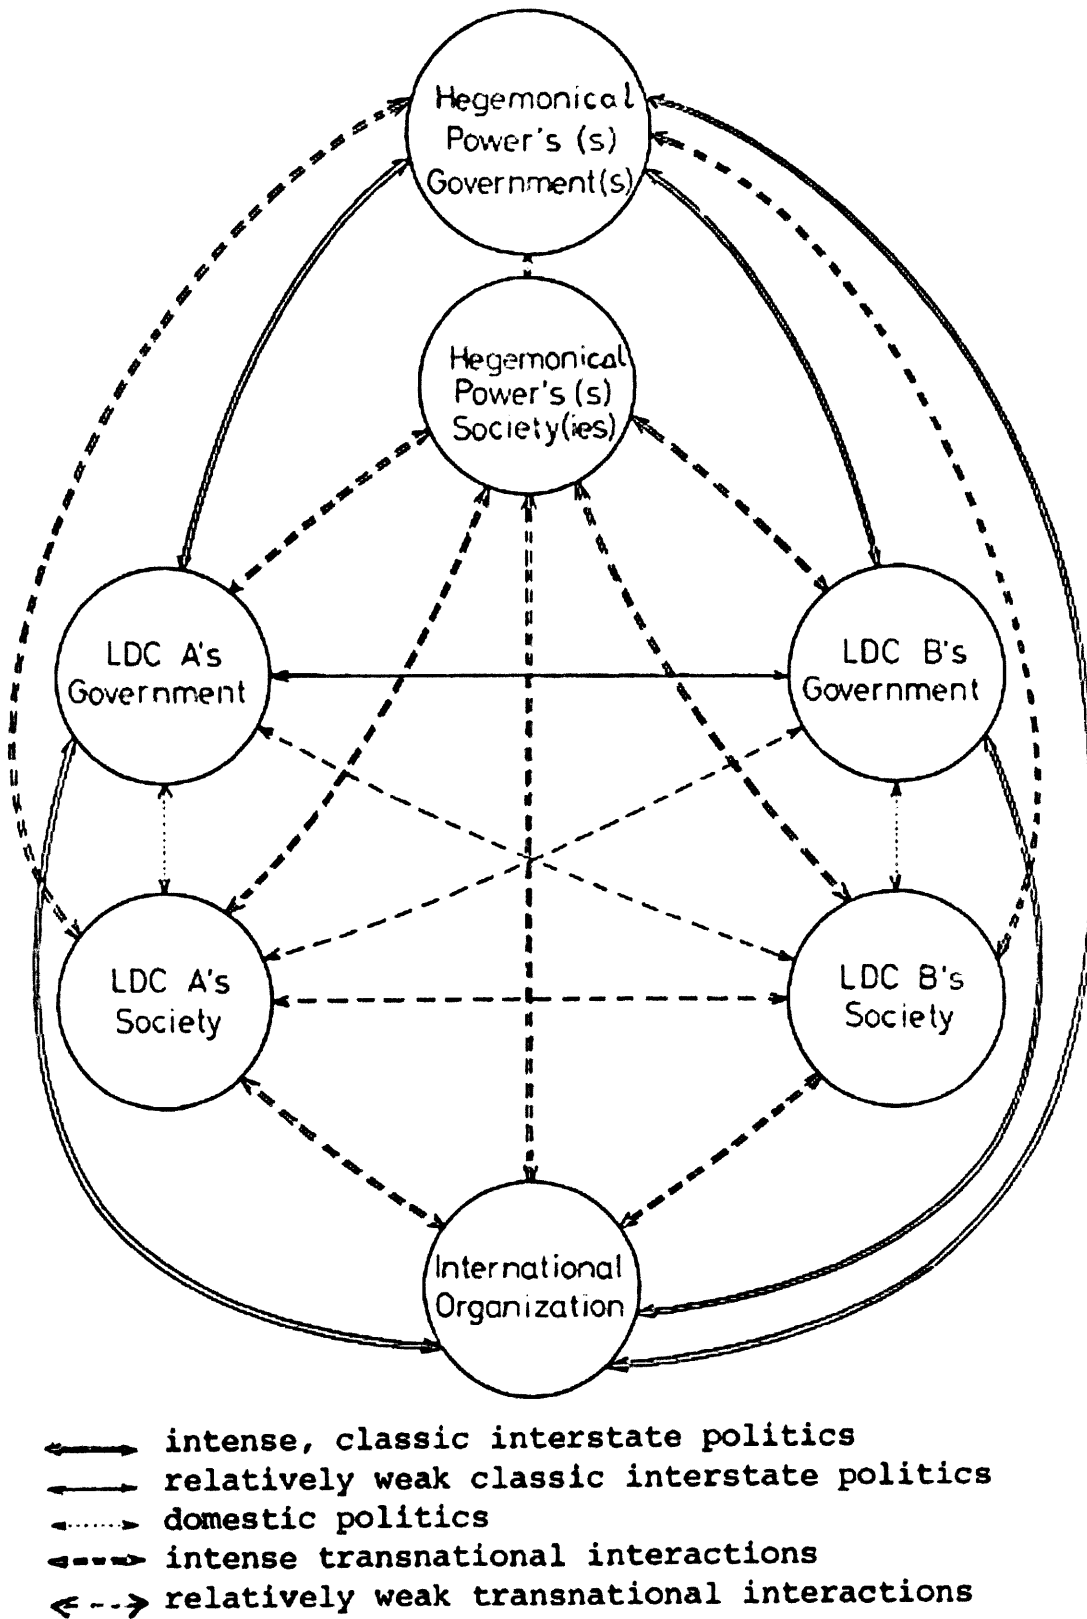 Hegemonical
Power's (s)
Government(s)
Hegemonical
Power's (s)
Society(ies)
LDC A's
Government
LDC B's
Government
LDC A's
Society
LDC B's
Society
International
Organization
intense, classic interstate politics
relatively weak classic interstate politics
domestic politics
intense transnational interactions
relatively weak transnational interactions